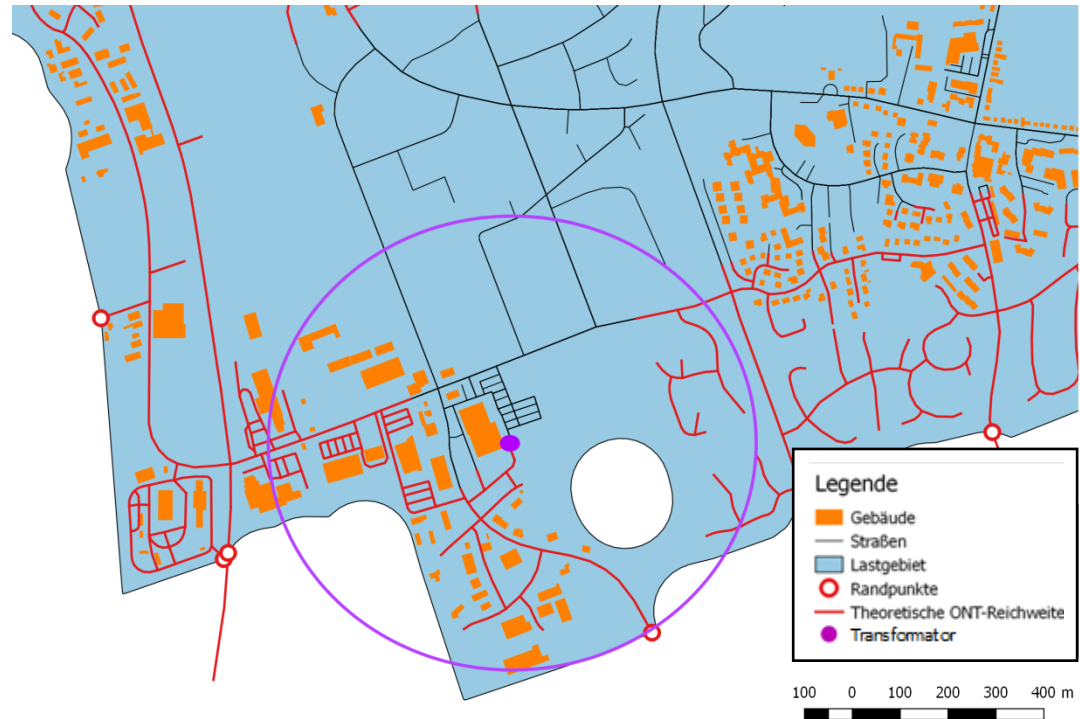 Legende
Gebäude
Straßen
Lastgebiet
Randpunkte
Theoretische ONT-Reichweite
Transformator
100 0 100 200 300 400 m